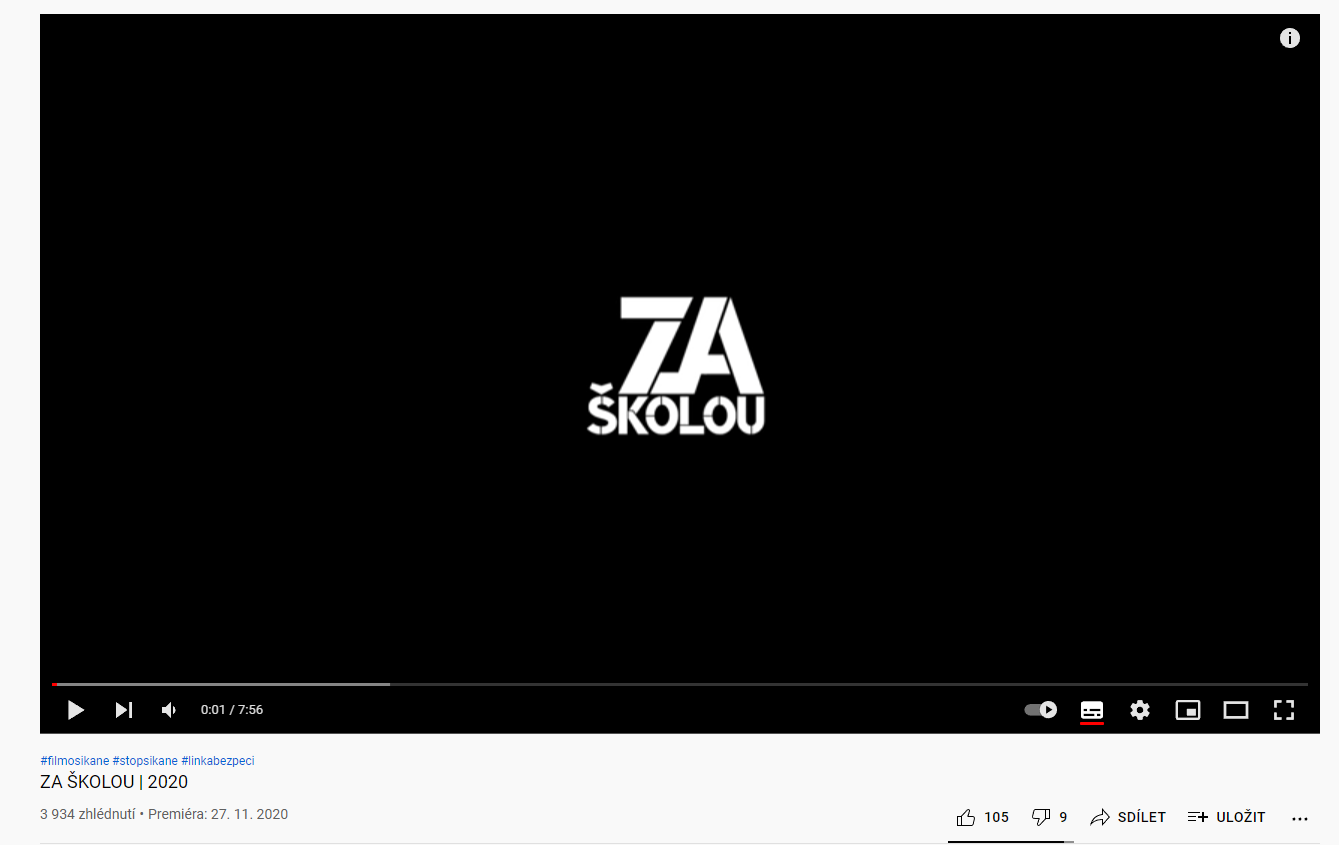 ZA
ŠKOLOU
0:01 / 7:56
#filmosikane #stopsikane #linkabezpeci
ZA ŠKOLOU | 2020
3 934 zhlédnutí • Premiéra: 27. 11. 2020
105 9 SDÍLET ULOŽIT